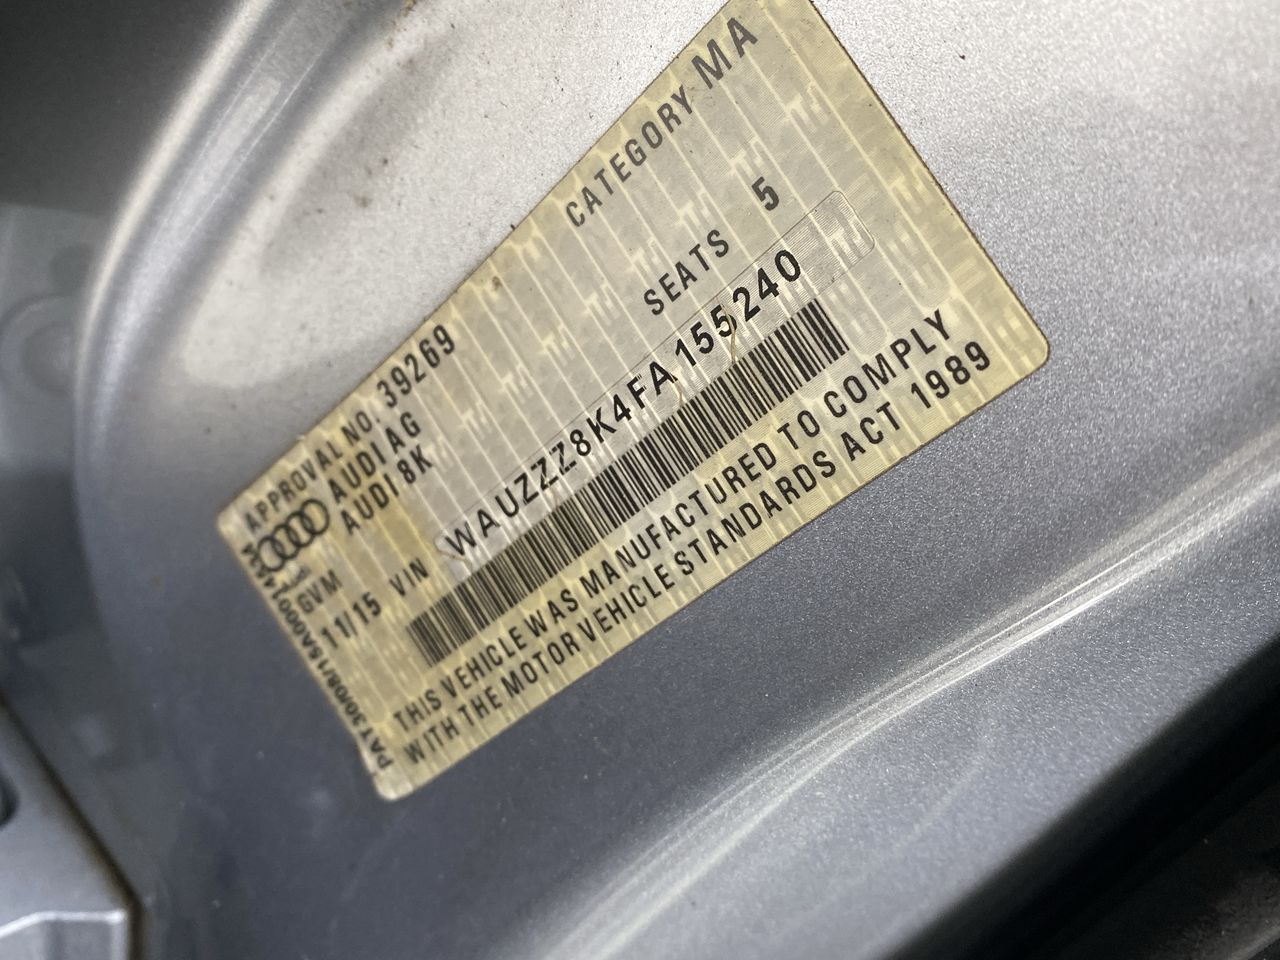 APPROVAL NO. 39269
CATEGORY MA
AUDI AG
AUDI 8K
SEATS 5
GVM
11/15 VIN WAUZZZ8K4FA155240
THIS VEHICLE WAS MANUFACTURED TO COMPLY
WITH THE MOTOR VEHICLE STANDARDS ACT 1989